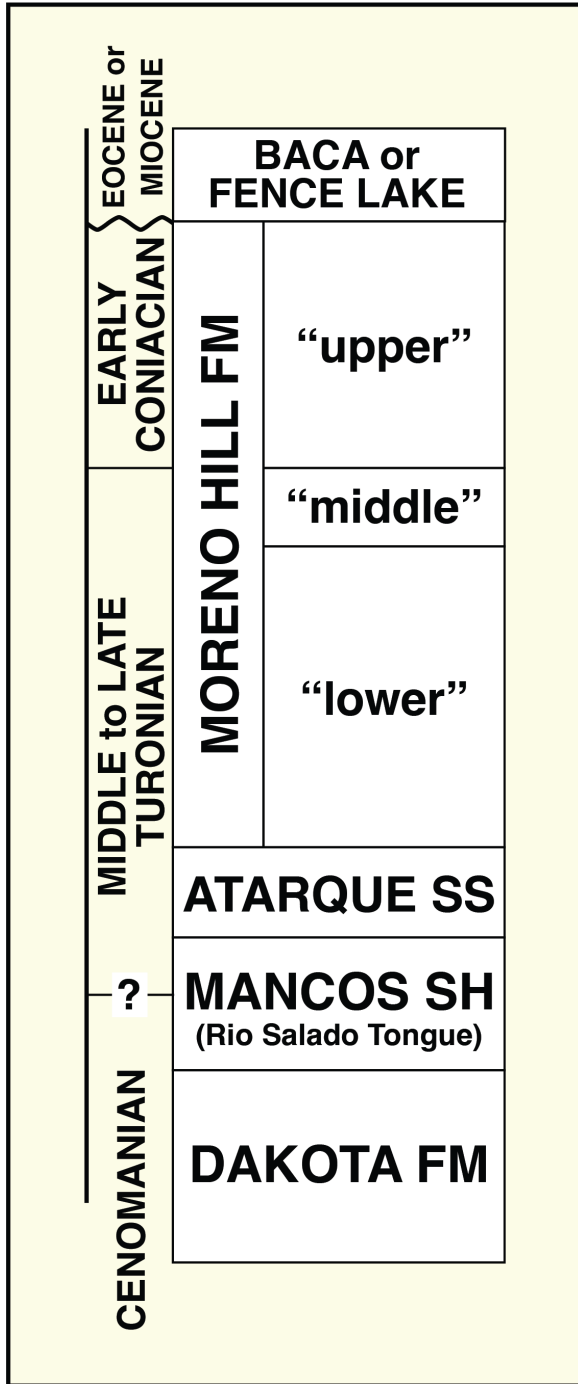 EOCENE or
MIOCENE
BACA or
FENCE LAKE
EARLY
CONIACIAN
MORENO HILL FM
“upper”
“middle”
MIDDLE to LATE
TURONIAN
“lower”
ATARQUE SS
?
MANCOS SH
(Rio Salado Tongue)
CENOMANIAN
DAKOTA FM